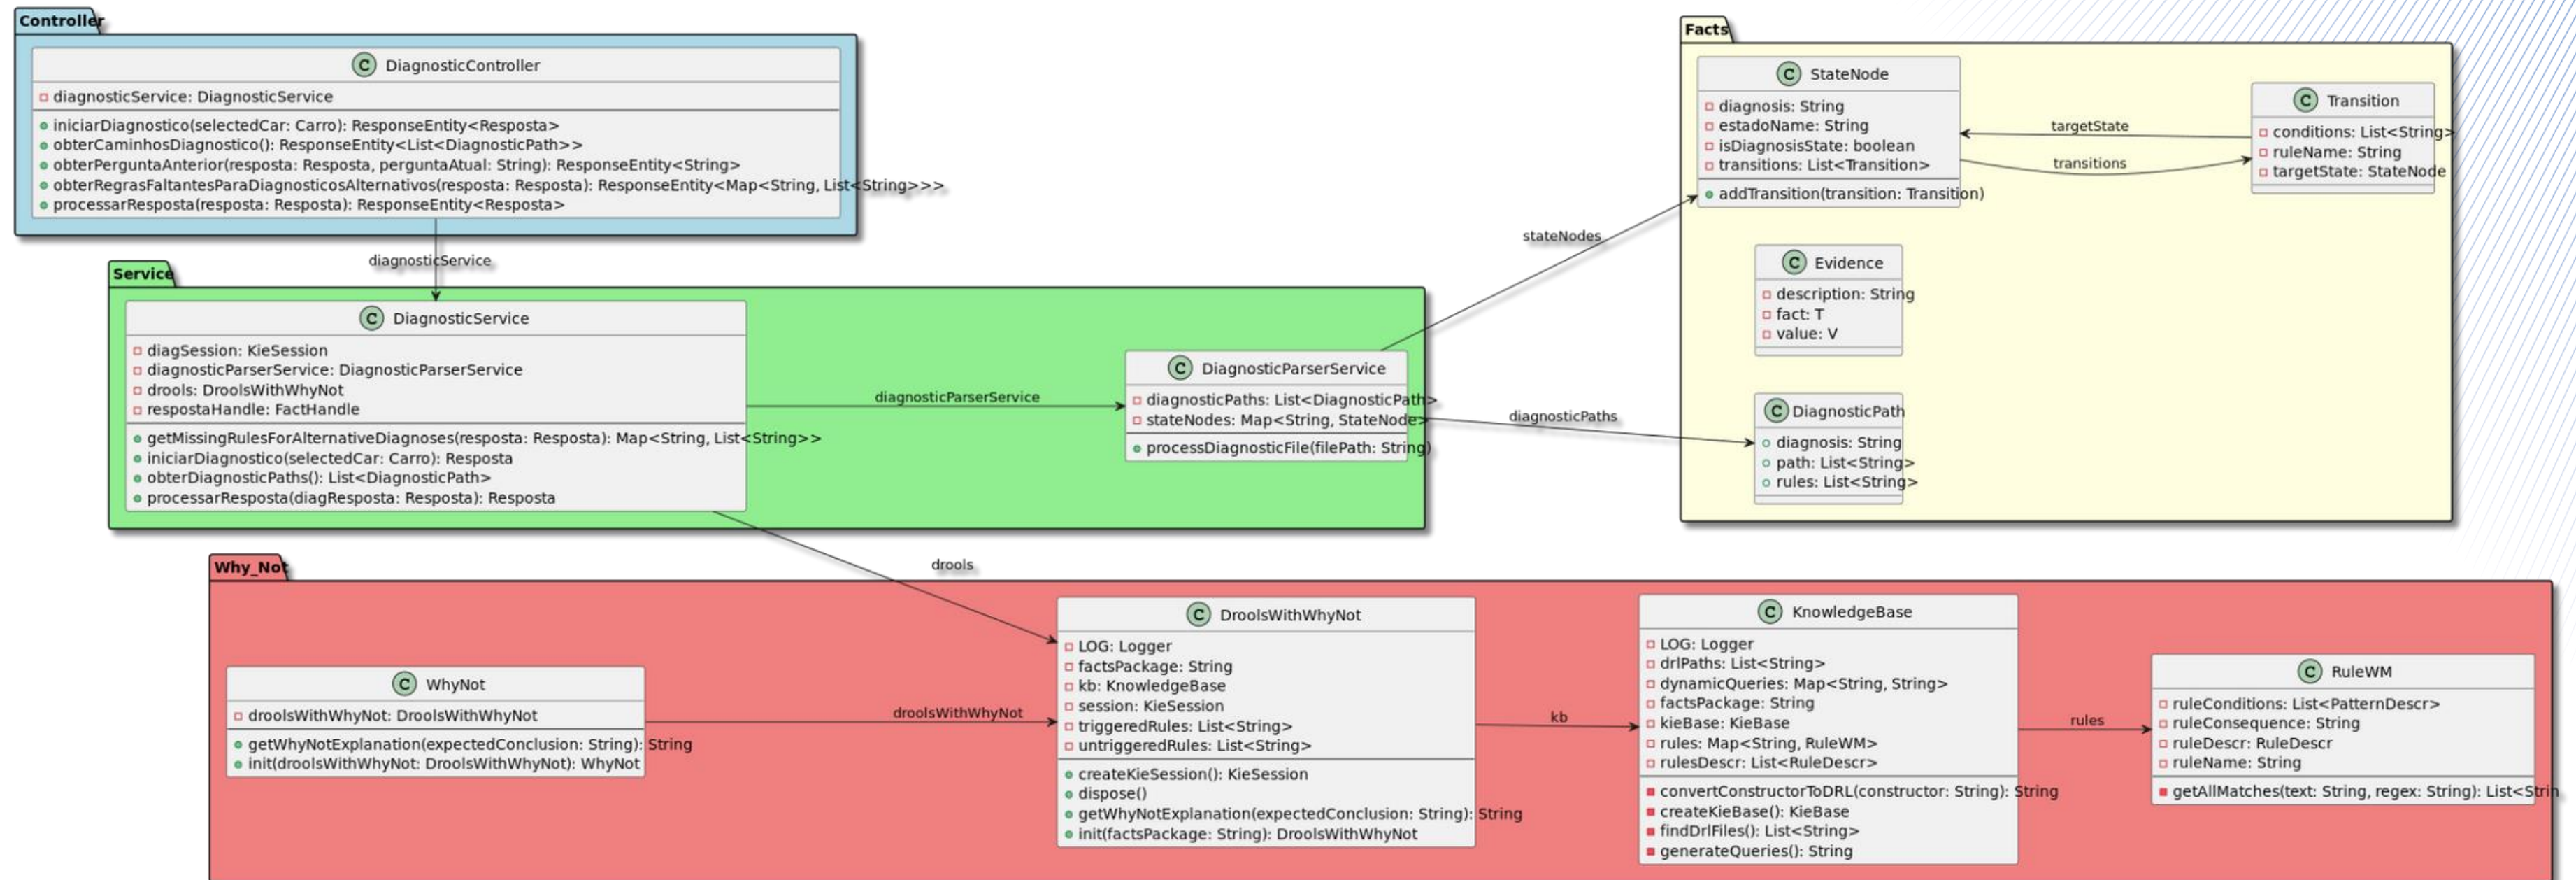 Controller
C DiagnosticController
diagnosticService: DiagnosticService
iniciarDiagnostico(selectedCar: Carro): ResponseEntity<Resposta>
obterCaminhosDiagnostico(): ResponseEntity<List<DiagnosticPath>>
obterPerguntaAnterior(resposta: Resposta, perguntaAtual: String): ResponseEntity<String>
obterRegrasFaltantesParaDiagnosticosAlternativos(resposta: Resposta): ResponseEntity<Map<String, List<String>>>
processarResposta(resposta: Resposta): ResponseEntity<Resposta>
diagnosticService
Service
C DiagnosticService
diagSession: KieSession
diagnosticParserService: DiagnosticParserService
drools: DroolsWithWhyNot
respostaHandle: FactHandle
getMissingRulesForAlternativeDiagnoses(resposta: Resposta): Map<String, List<String>>
iniciarDiagnostico(selectedCar: Carro): Resposta
obterDiagnosticPaths(): List<DiagnosticPath>
processarResposta(diagResposta: Resposta): Resposta
diagnosticParserService
C DiagnosticParserService
diagnosticPaths: List<DiagnosticPath>
stateNodes: Map<String, StateNode>
processDiagnosticFile(filePath: String)
stateNodes
diagnosticPaths
Facts
C StateNode
diagnosis: String
estadoName: String
isDiagnosisState: boolean
transitions: List<Transition>
addTransition(transition: Transition)
targetState
transitions
C Transition
conditions: List<String>
ruleName: String
targetState: StateNode
C Evidence
description: String
fact: T
value: V
C DiagnosticPath
diagnosis: String
path: List<String>
rules: List<String>
drools
Why_Not
C WhyNot
droolsWithWhyNot: DroolsWithWhyNot
getWhyNotExplanation(expectedConclusion: String): String
init(droolsWithWhyNot: DroolsWithWhyNot): WhyNot
droolsWithWhyNot
C DroolsWithWhyNot
LOG: Logger
factsPackage: String
kb: KnowledgeBase
session: KieSession
triggeredRules: List<String>
untriggeredRules: List<String>
createKieSession(): KieSession
dispose()
getWhyNotExplanation(expectedConclusion: String): String
init(factsPackage: String): DroolsWithWhyNot
kb
C KnowledgeBase
LOG: Logger
drlPaths: List<String>
dynamicQueries: Map<String, String>
factsPackage: String
kieBase: KieBase
rules: Map<String, RuleWM>
rulesDescr: List<RuleDescr>
convertConstructorToDRL(constructor: String): String
createKieBase(): KieBase
findDrlFiles(): List<String>
generateQueries(): String
rules
C RuleWM
ruleConditions: List<PatternDescr>
ruleConsequence: String
ruleDescr: RuleDescr
ruleName: String
getAllMatches(text: String, regex: String): List<Strin